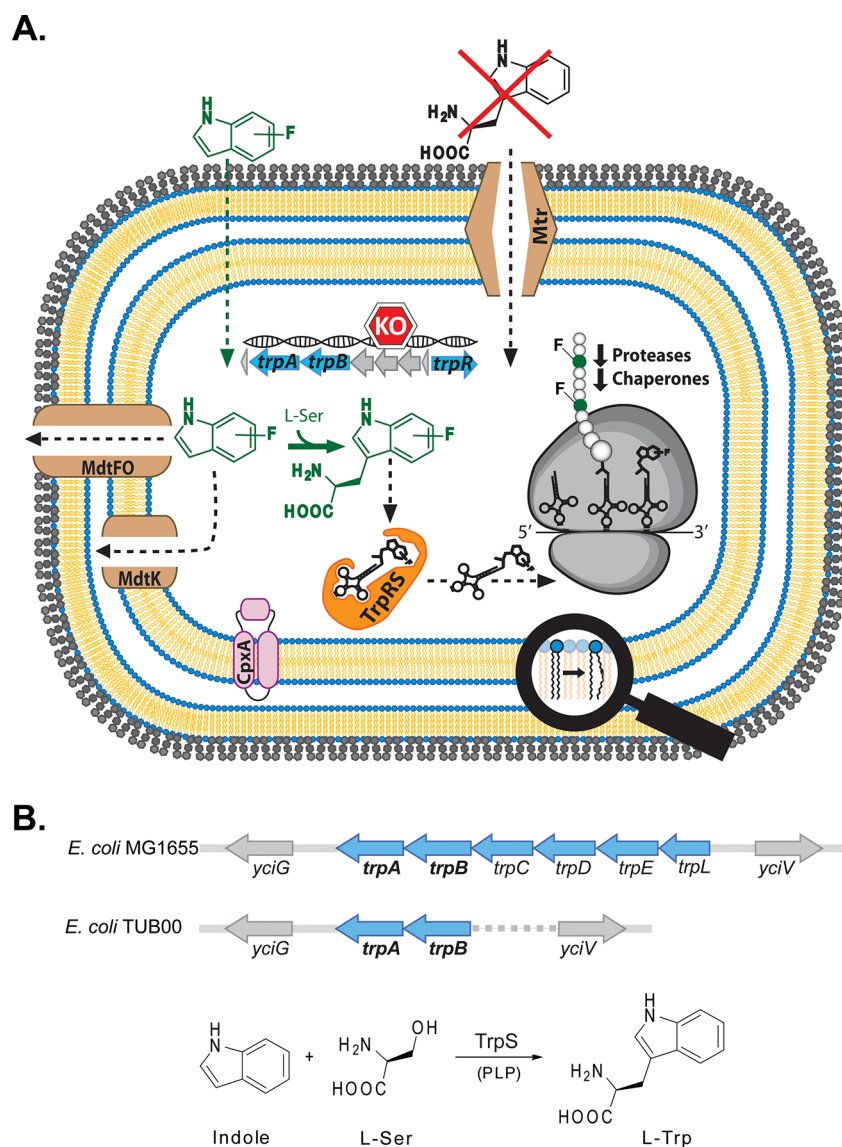 A.
H
N
F
H
N
H₂N
HOOC
Mtr
KO
trpA trpB trpR
F
F
Proteases
Chaperones
H
N
F
L-Ser
H
N
F
H₂N
HOOC
MdtFO
MdtK
TrpRS
F
F
5′ 3′
CpxA
B.
E. coli MG1655
yciG trpA trpB trpC trpD trpE trpL yciV
E. coli TUB00
yciG trpA trpB yciV
H
N
+
H₂N
OH
HOOC
TrpS
(PLP)
H
N
H₂N
HOOC
Indole L-Ser L-Trp